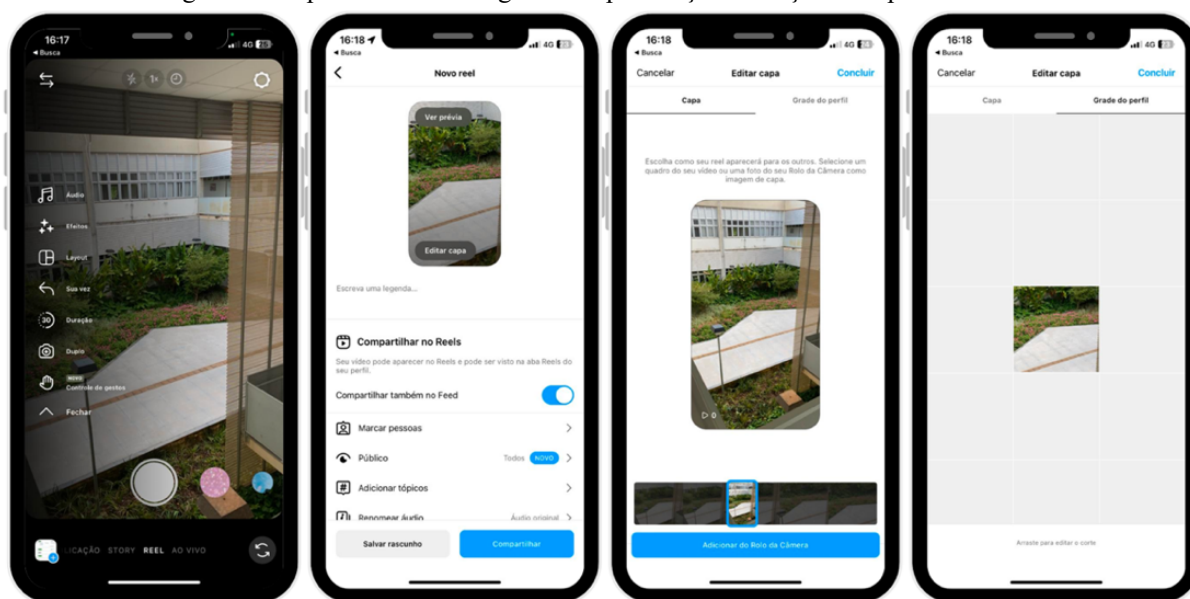 16:17
4G
Busca
1x
Áudio
Efeitos
Layout
Sua vez
30
Duração
Duplo
NOVO
Controle de gestos
Fechar
LICAÇÃO STORY REEL AO VIVO
16:18
4G
Busca
Novo reel
Ver prévia
Editar capa
Escreva uma legenda...
Compartilhar no Reels
Seu vídeo pode aparecer no Reels e pode ser visto na aba Reels do
seu perfil.
Compartilhar também no Feed
Marcar pessoas
Público Todos NOVO
Adicionar tópicos
Renomear áudio Áudio original
Salvar rascunho Compartilhar
16:18
4G
Busca
Cancelar Editar capa Concluir
Capa Grade do perfil
Escolha como seu reel aparecerá para os outros. Selecione um
quadro do seu vídeo ou uma foto do seu Rolo da Câmera como
imagem de capa.
0
Adicionar do Rolo da Câmera
16:18
4G
Busca
Cancelar Editar capa Concluir
Capa Grade do perfil
Arraste para editar o corte